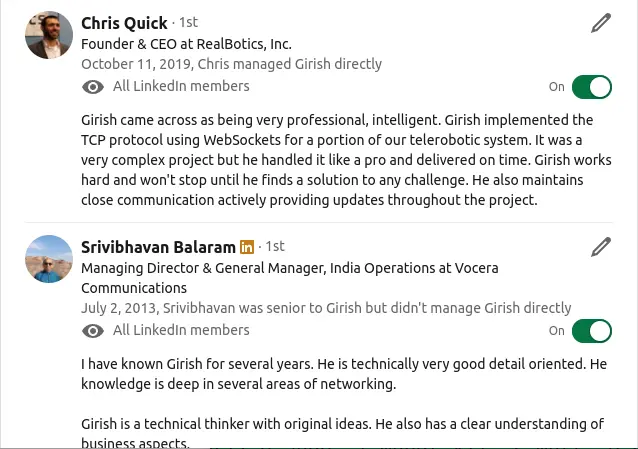 Chris Quick · 1st
Founder & CEO at RealBotics, Inc.
October 11, 2019, Chris managed Girish directly
All LinkedIn members
On
Girish came across as being very professional, intelligent. Girish implemented the
TCP protocol using WebSockets for a portion of our telerobotic system. It was a
very complex project but he handled it like a pro and delivered on time. Girish works
hard and won't stop until he finds a solution to any challenge. He also maintains
close communication actively providing updates throughout the project.
Srivibhavan Balaram in · 1st
Managing Director & General Manager, India Operations at Vocera
Communications
July 2, 2013, Srivibhavan was senior to Girish but didn't manage Girish directly
All LinkedIn members
On
I have known Girish for several years. He is technically very good detail oriented. He
knowledge is deep in several areas of networking.
Girish is a technical thinker with original ideas. He also has a clear understanding of
business aspects.